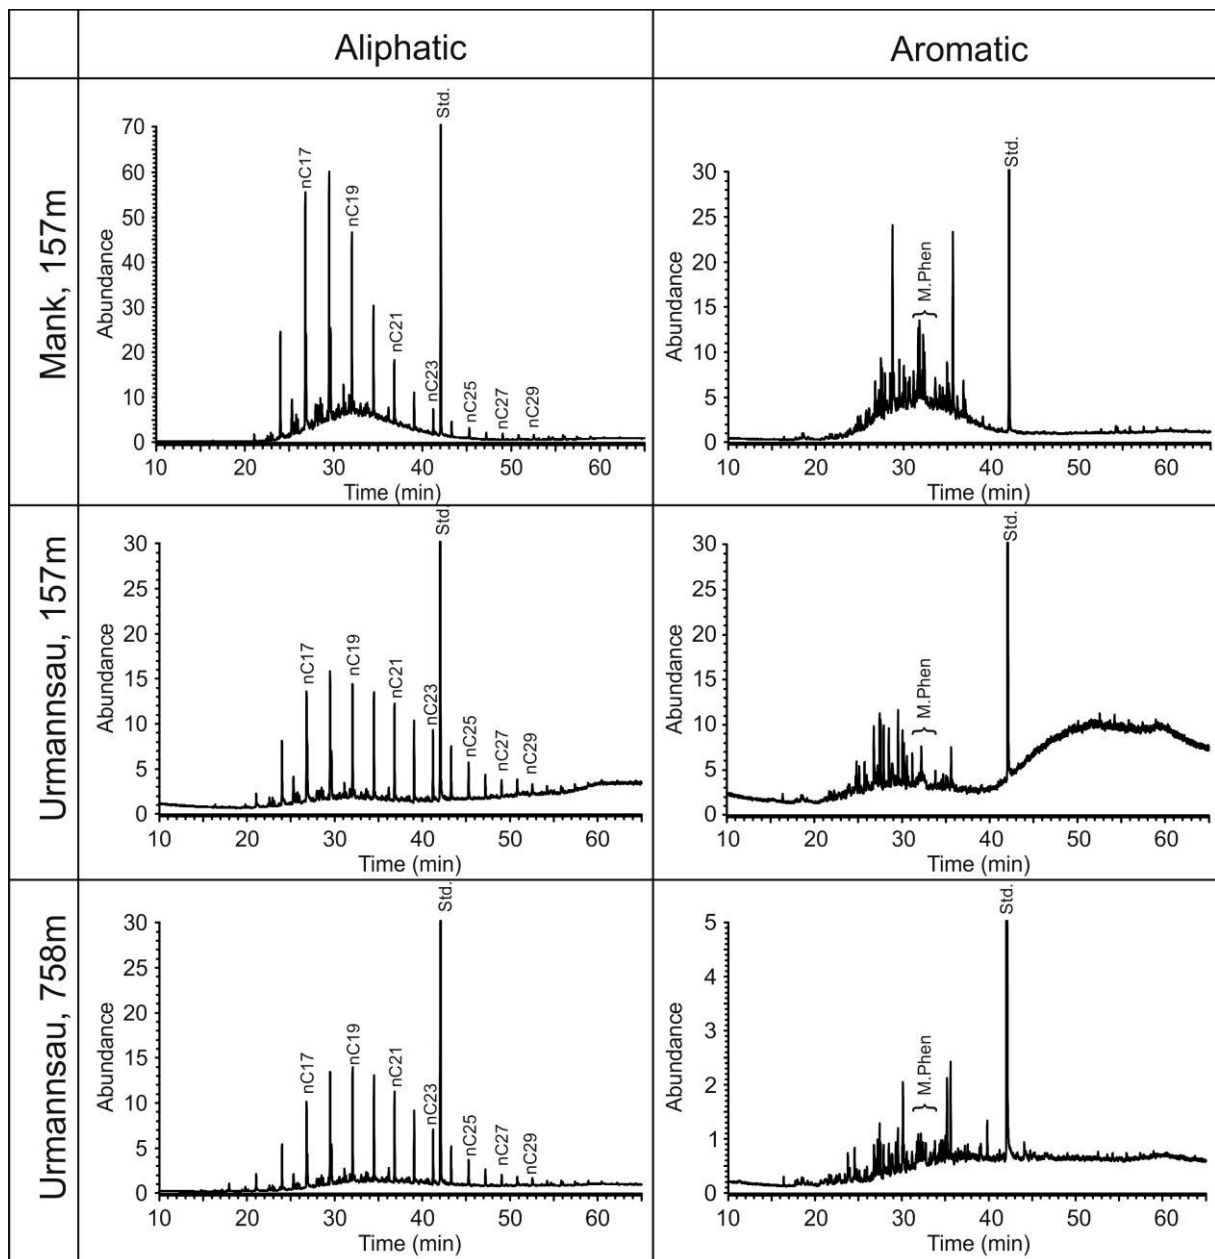 Aliphatic
Aromatic
Mank, 157m
Abundance
70
60
50
40
30
20
10
0
nC17
nC19
nC21
nC23
Std.
nC25
nC27
nC29
10 20 30 40 50 60
Time (min)
Abundance
30
25
20
15
10
5
0
M.Phen
Std.
10 20 30 40 50 60
Time (min)
Urmannsau, 157m
Abundance
30
25
20
15
10
5
0
nC17
nC19
nC21
nC23
Std.
nC25
nC27
nC29
10 20 30 40 50 60
Time (min)
Abundance
30
25
20
15
10
5
0
M.Phen
Std.
10 20 30 40 50 60
Time (min)
Urmannsau, 758m
Abundance
30
25
20
15
10
5
0
nC17
nC19
nC21
nC23
Std.
nC25
nC27
nC29
10 20 30 40 50 60
Time (min)
Abundance
5
4
3
2
1
0
M.Phen
Std.
10 20 30 40 50 60
Time (min)